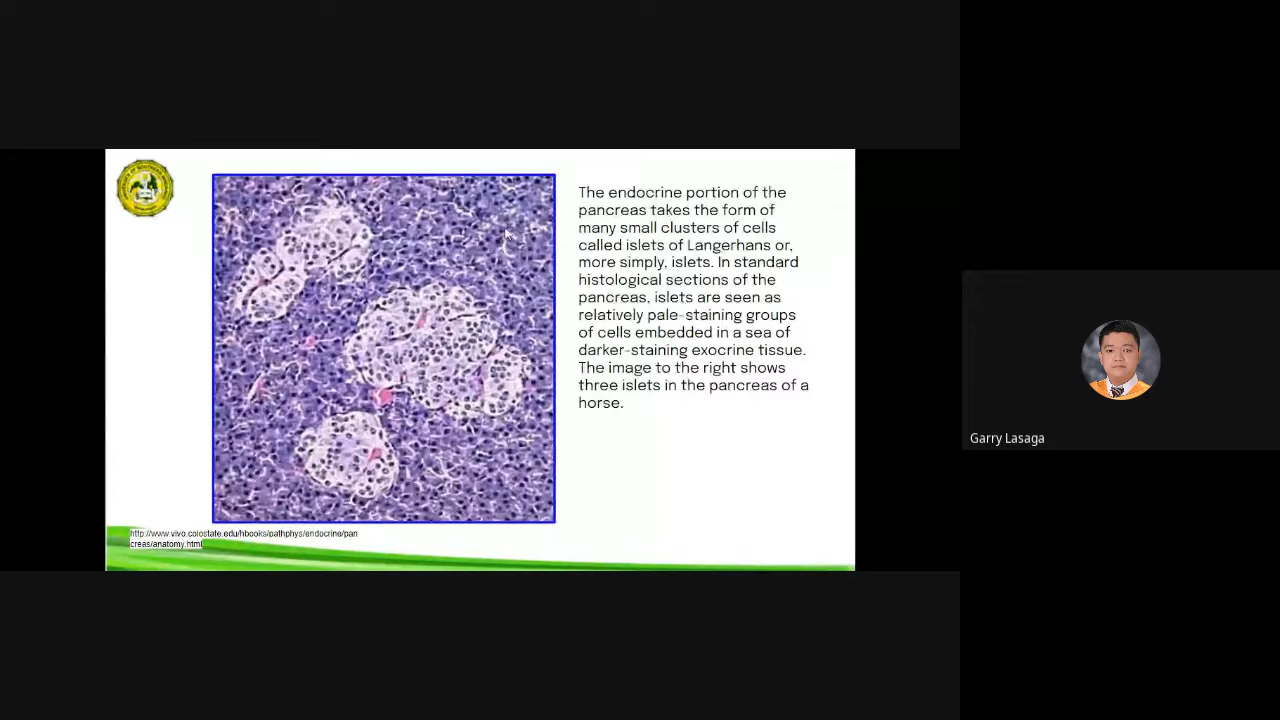 The endocrine portion of the
pancreas takes the form of
many small clusters of cells
called islets of Langerhans or,
more simply, islets. In standard
histological sections of the
pancreas, islets are seen as
relatively pale-staining groups
of cells embedded in a sea of
darker-staining exocrine tissue.
The image to the right shows
three islets in the pancreas of a
horse.
http://www.vivo.colostate.edu/hbooks/pathphys/endocrine/pan
creas/anatomy.html
Garry Lasaga